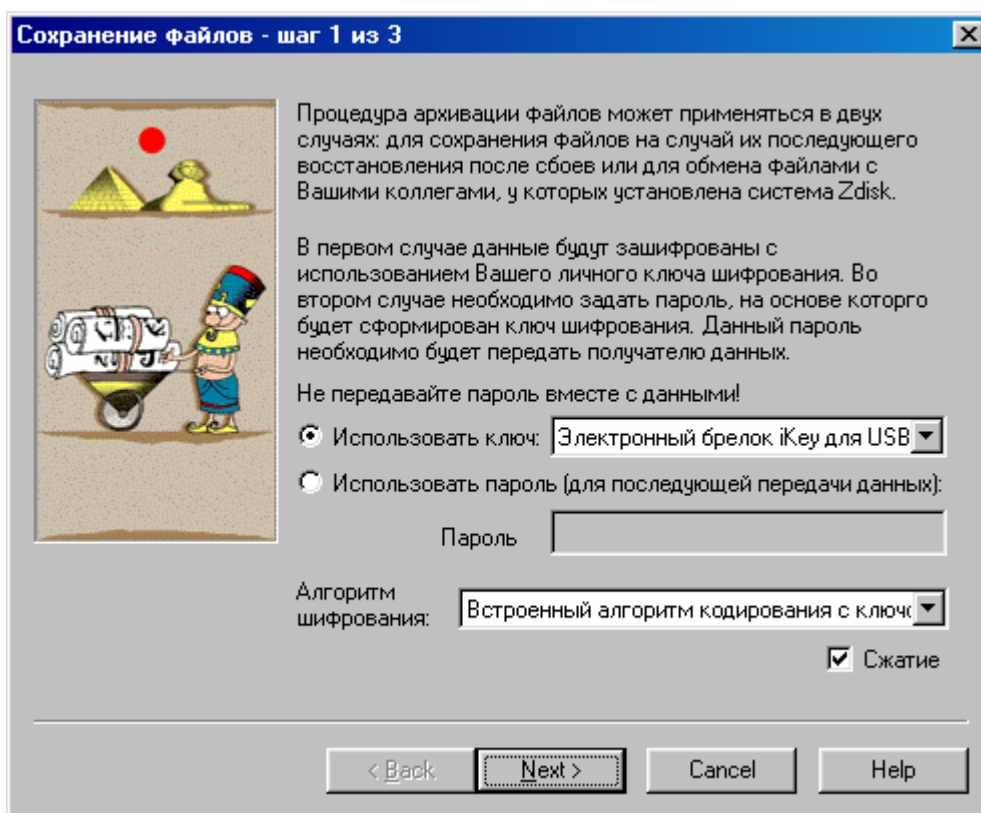 Сохранение файлов - шаг 1 из 3
Процедура архивации файлов может применяться в двух
случаях: для сохранения файлов на случай их последующего
восстановления после сбоев или для обмена файлами с
Вашими коллегами, у которых установлена система Zdisk.
В первом случае данные будут зашифрованы с
использованием Вашего личного ключа шифрования. Во
втором случае необходимо задать пароль, на основе которго
будет сформирован ключ шифрования. Данный пароль
необходимо будет передать получателю данных.
Не передавайте пароль вместе с данными!
Использовать ключ: Электронный брелок iKey для USB
Использовать пароль (для последующей передачи данных):
Пароль
Алгоритм
шифрования: Встроенный алгоритм кодирования с
Сжатие
< Back Next > Cancel Help